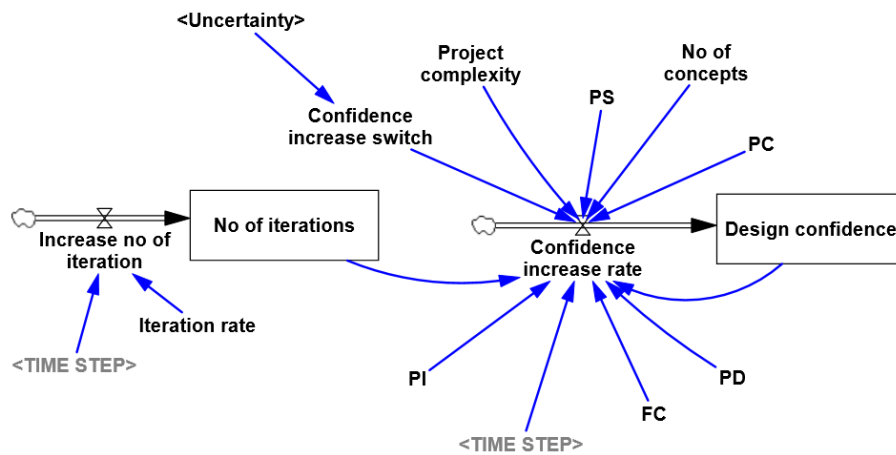 <Uncertainty>
Project
complexity
No of
concepts
PS
Confidence
increase switch
PC
No of iterations
Design confidence
Increase no of
iteration
Confidence
increase rate
Iteration rate
<TIME STEP>
PI
PD
FC
<TIME STEP>